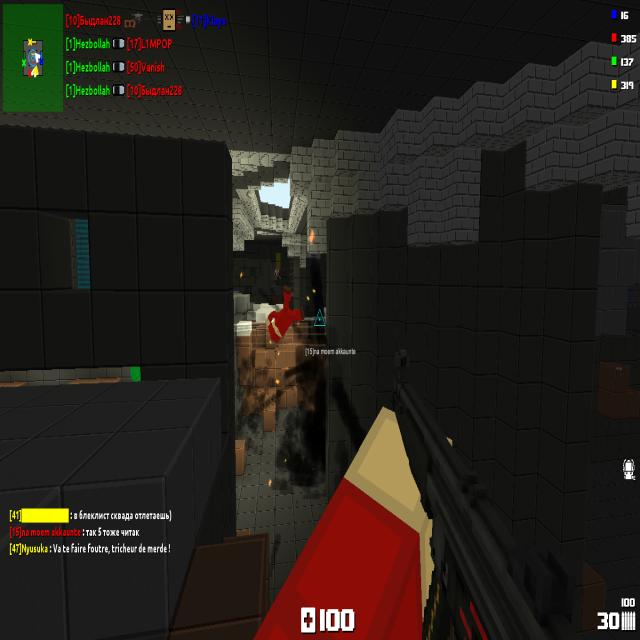 [10]Быдлан228 [11]
[1]Hezbollah [17]L1MPOP
[1]Hezbollah [50]Vanish
[1]Hezbollah [10]Быдлан228
16
385
137
319
[15]na moem akkaunte
[41] : в блеклист сквада отлетаешь)
[15]na moem akkaunte : так 5 тоже читак
[47]Nyusuka : Va te faire foutre, tricheur de merde !
100
100
30